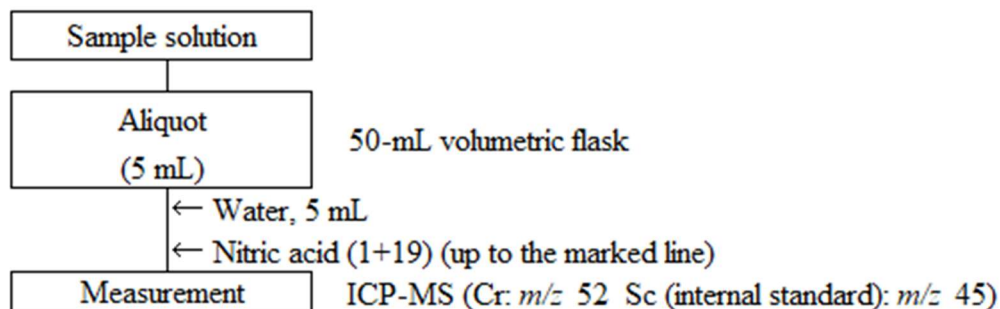 Sample solution
Aliquot
(5 mL)
50-mL volumetric flask
← Water, 5 mL
← Nitric acid (1+19) (up to the marked line)
Measurement
ICP-MS (Cr: m/z 52 Sc (internal standard): m/z 45)